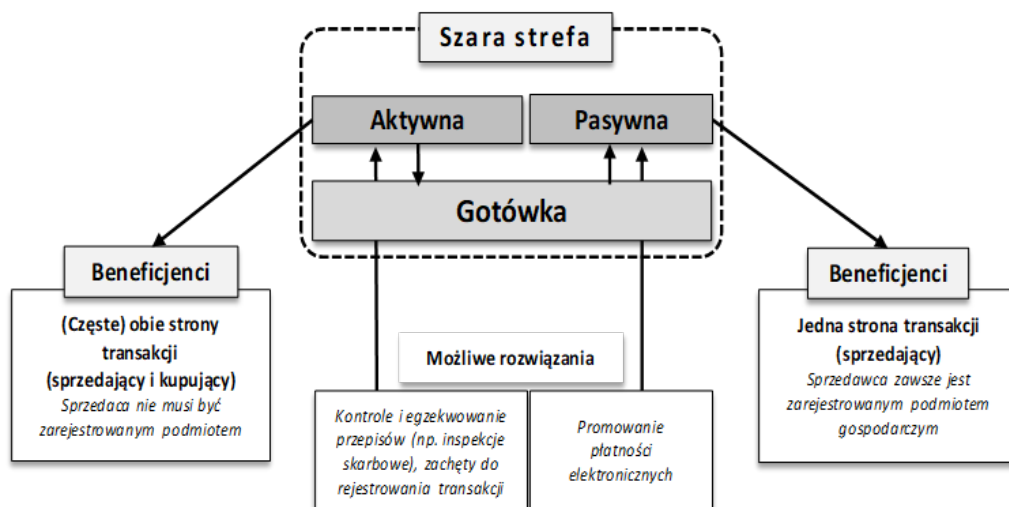 Szara strefa
Aktywna
Pasywna
Gotówka
Beneficjenci
(Częste) obie strony
transakcji
(sprzedający i kupujący)
Sprzedaca nie musi być
zarejestrowanym podmiotem
Beneficjenci
Jedna strona transakcji
(sprzedający)
Sprzedawca zawsze jest
zarejestrowanym podmiotem
gospodarczym
Możliwe rozwiązania
Kontrole i egzekwowanie
przepisów (np. inspekcje
skarbowe), zachęty do
rejestrowania transakcji
Promowanie
płatności
elektronicznych